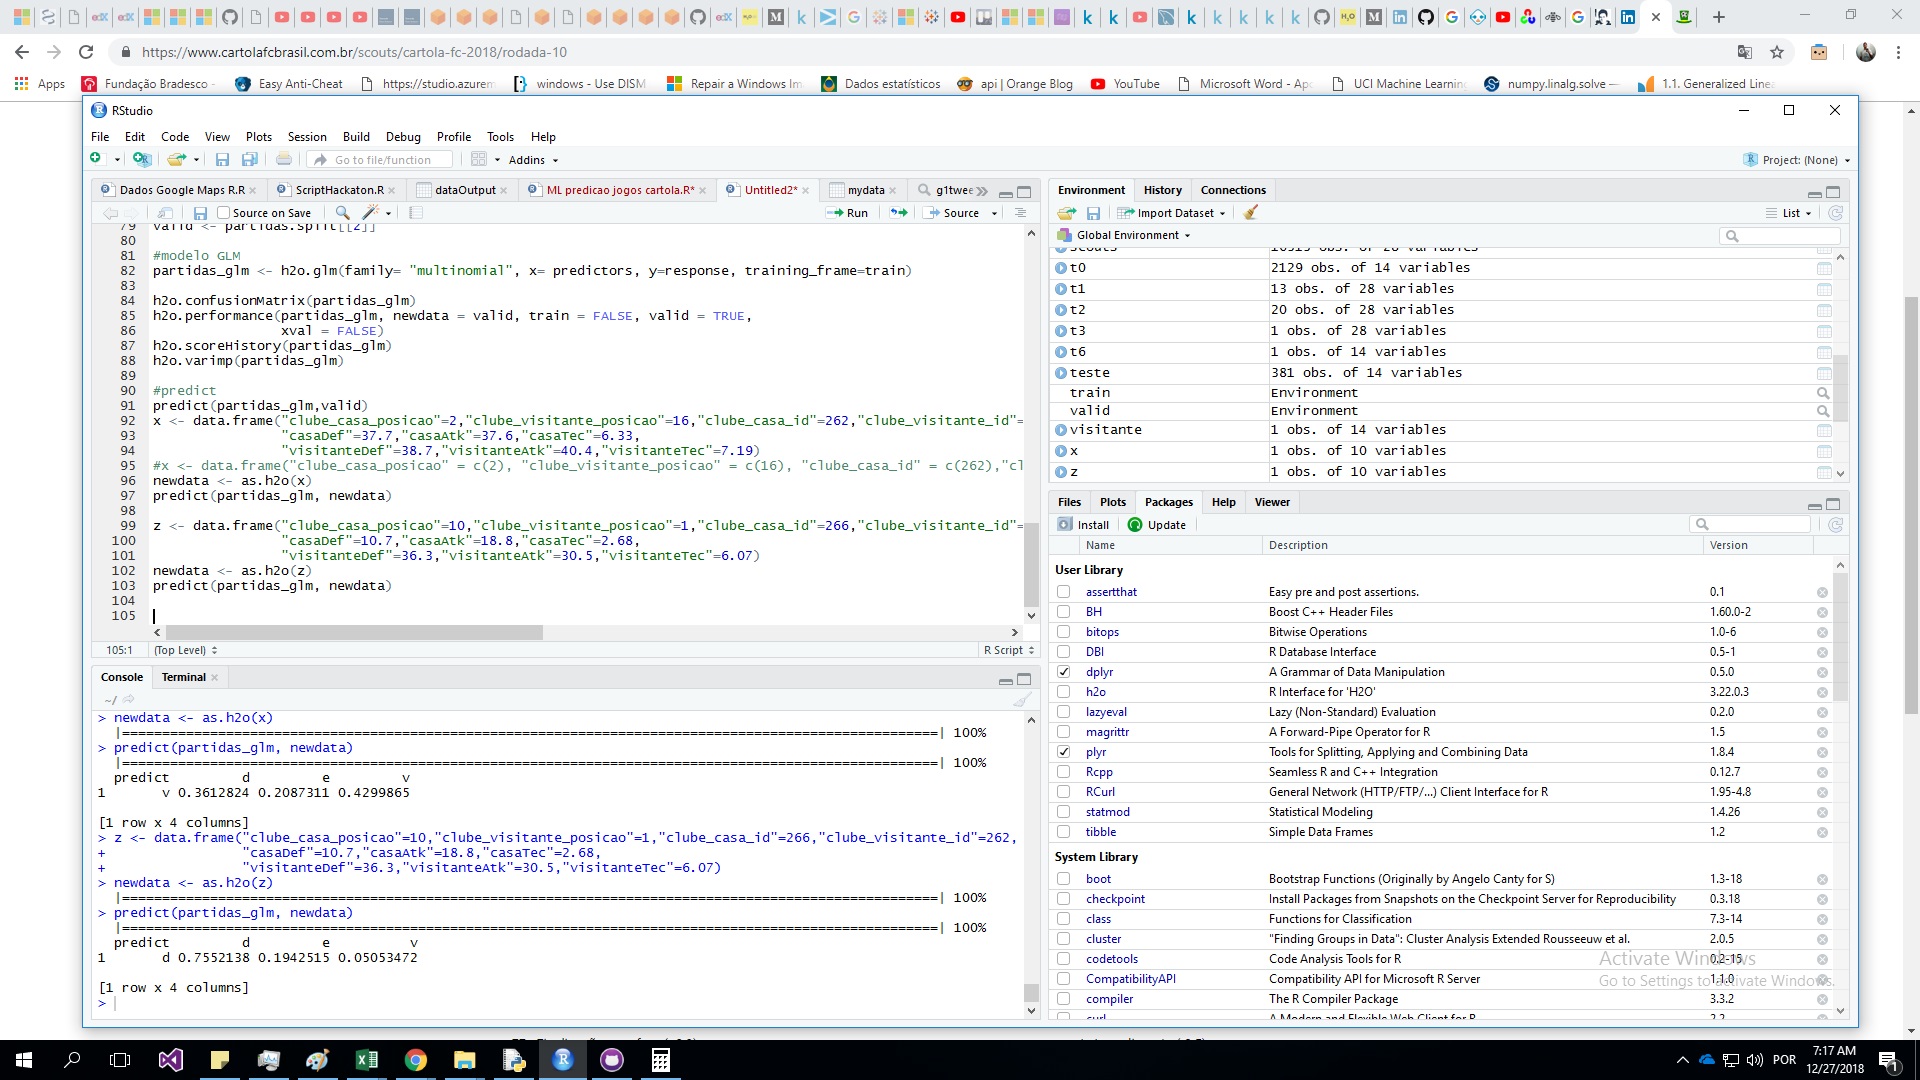 https://www.cartolafcbrasil.com.br/scouts/cartola-fc-2018/rodada-10
Apps
Fundação Bradesco -
Easy Anti-Cheat
https://studio.azurem
windows - Use DISM
Repair a Windows Im
Dados estatísticos
api | Orange Blog
YouTube
Microsoft Word - Apo
UCI Machine Learning
numpy.linalg.solve —
1.1. Generalized Linea
RStudio
File Edit Code View Plots Session Build Debug Profile Tools Help
Go to file/function
Addins
Project: (None)
Dados Google Maps R.R
ScriptHackaton.R
dataOutput
ML predicao jogos cartola.R*
Untitled2*
mydata
g1twee
Source on Save
Run
Source
79 valid <- partidas.split[[2]]
80
81 #modelo GLM
82 partidas_glm <- h2o.glm(family= "multinomial", x= predictors, y=response, training_frame=train)
83
84 h2o.confusionMatrix(partidas_glm)
85 h2o.performance(partidas_glm, newdata = valid, train = FALSE, valid = TRUE,
86 xval = FALSE)
87 h2o.scoreHistory(partidas_glm)
88 h2o.varimp(partidas_glm)
89
90 #predict
91 predict(partidas_glm,valid)
92 x <- data.frame("clube_casa_posicao"=2,"clube_visitante_posicao"=16,"clube_casa_id"=262,"clube_visitante_id"=
93 "casaDef"=37.7,"casaAtk"=37.6,"casaTec"=6.33,
94 "visitanteDef"=38.7,"visitanteAtk"=40.4,"visitanteTec"=7.19)
95 #x <- data.frame("clube_casa_posicao" = c(2), "clube_visitante_posicao" = c(16), "clube_casa_id" = c(262),"cl
96 newdata <- as.h2o(x)
97 predict(partidas_glm, newdata)
98
99 z <- data.frame("clube_casa_posicao"=10,"clube_visitante_posicao"=1,"clube_casa_id"=266,"clube_visitante_id"=
100 "casaDef"=10.7,"casaAtk"=18.8,"casaTec"=2.68,
101 "visitanteDef"=36.3,"visitanteAtk"=30.5,"visitanteTec"=6.07)
102 newdata <- as.h2o(z)
103 predict(partidas_glm, newdata)
104
105
105:1 (Top Level) R Script
Console Terminal
~/
> newdata <- as.h2o(x)
|======================================================================| 100%
> predict(partidas_glm, newdata)
|======================================================================| 100%
predict d e v
1 v 0.3612824 0.2087311 0.4299865
[1 row x 4 columns]
> z <- data.frame("clube_casa_posicao"=10,"clube_visitante_posicao"=1,"clube_casa_id"=266,"clube_visitante_id"=262,
+ "casaDef"=10.7,"casaAtk"=18.8,"casaTec"=2.68,
+ "visitanteDef"=36.3,"visitanteAtk"=30.5,"visitanteTec"=6.07)
> newdata <- as.h2o(z)
|======================================================================| 100%
> predict(partidas_glm, newdata)
|======================================================================| 100%
predict d e v
1 d 0.7552138 0.1942515 0.05053472
[1 row x 4 columns]
>
Environment History Connections
Import Dataset
List
Global Environment
t0 2129 obs. of 14 variables
t1 13 obs. of 28 variables
t2 20 obs. of 28 variables
t3 1 obs. of 28 variables
t6 1 obs. of 14 variables
teste 381 obs. of 14 variables
train Environment
valid Environment
visitante 1 obs. of 14 variables
x 1 obs. of 10 variables
z 1 obs. of 10 variables
Files Plots Packages Help Viewer
Install Update
Name Description Version
User Library
assertthat Easy pre and post assertions. 0.1
BH Boost C++ Header Files 1.60.0-2
bitops Bitwise Operations 1.0-6
DBI R Database Interface 0.5-1
dplyr A Grammar of Data Manipulation 0.5.0
h2o R Interface for 'H2O' 3.22.0.3
lazyeval Lazy (Non-Standard) Evaluation 0.2.0
magrittr A Forward-Pipe Operator for R 1.5
plyr Tools for Splitting, Applying and Combining Data 1.8.4
Rcpp Seamless R and C++ Integration 0.12.7
RCurl General Network (HTTP/FTP/...) Client Interface for R 1.95-4.8
statmod Statistical Modeling 1.4.26
tibble Simple Data Frames 1.2
System Library
boot Bootstrap Functions (Originally by Angelo Canty for S) 1.3-18
checkpoint Install Packages from Snapshots on the Checkpoint Server for Reproducibility 0.3.18
class Functions for Classification 7.3-14
cluster "Finding Groups in Data": Cluster Analysis Extended Rousseeuw et al. 2.0.5
codetools Code Analysis Tools for R 0.2-15
CompatibilityAPI Compatibility API for Microsoft R Server 1.1.0
compiler The R Compiler Package 3.3.2
curl A Modern and Flexible Web Client for R 2.2
Activate Windows
Go to Settings to activate Windows.
POR
7:17 AM
12/27/2018
1